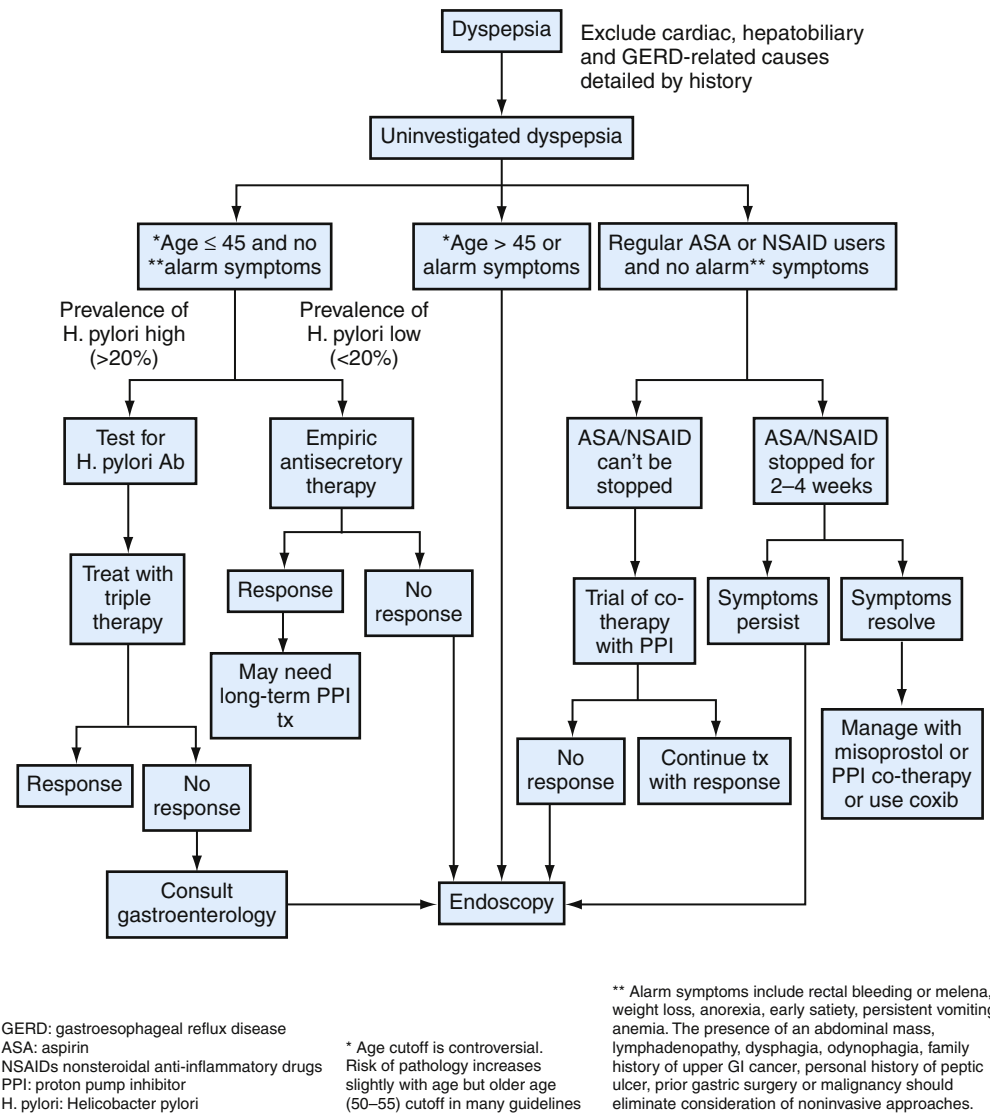 Dyspepsia
Exclude cardiac, hepatobiliary
and GERD-related causes
detailed by history
Uninvestigated dyspepsia
*Age ≤ 45 and no
**alarm symptoms
*Age > 45 or
alarm symptoms
Regular ASA or NSAID users
and no alarm** symptoms
Prevalence of
H. pylori high
(>20%)
Prevalence of
H. pylori low
(<20%)
Test for
H. pylori Ab
Empiric
antisecretory
therapy
ASA/NSAID
can't be
stopped
ASA/NSAID
stopped for
2–4 weeks
Treat with
triple
therapy
Response
No
response
Trial of co-
therapy
with PPI
Symptoms
persist
Symptoms
resolve
May need
long-term PPI
tx
Response
No
response
No
response
Continue tx
with response
Manage with
misoprostol or
PPI co-therapy
or use coxib
Consult
gastroenterology
Endoscopy
GERD: gastroesophageal reflux disease
ASA: aspirin
NSAIDs nonsteroidal anti-inflammatory drugs
PPI: proton pump inhibitor
H. pylori: Helicobacter pylori
* Age cutoff is controversial.
Risk of pathology increases
slightly with age but older age
(50–55) cutoff in many guidelines
** Alarm symptoms include rectal bleeding or melena,
weight loss, anorexia, early satiety, persistent vomiting
anemia. The presence of an abdominal mass,
lymphadenopathy, dysphagia, odynophagia, family
history of upper GI cancer, personal history of peptic
ulcer, prior gastric surgery or malignancy should
eliminate consideration of noninvasive approaches.